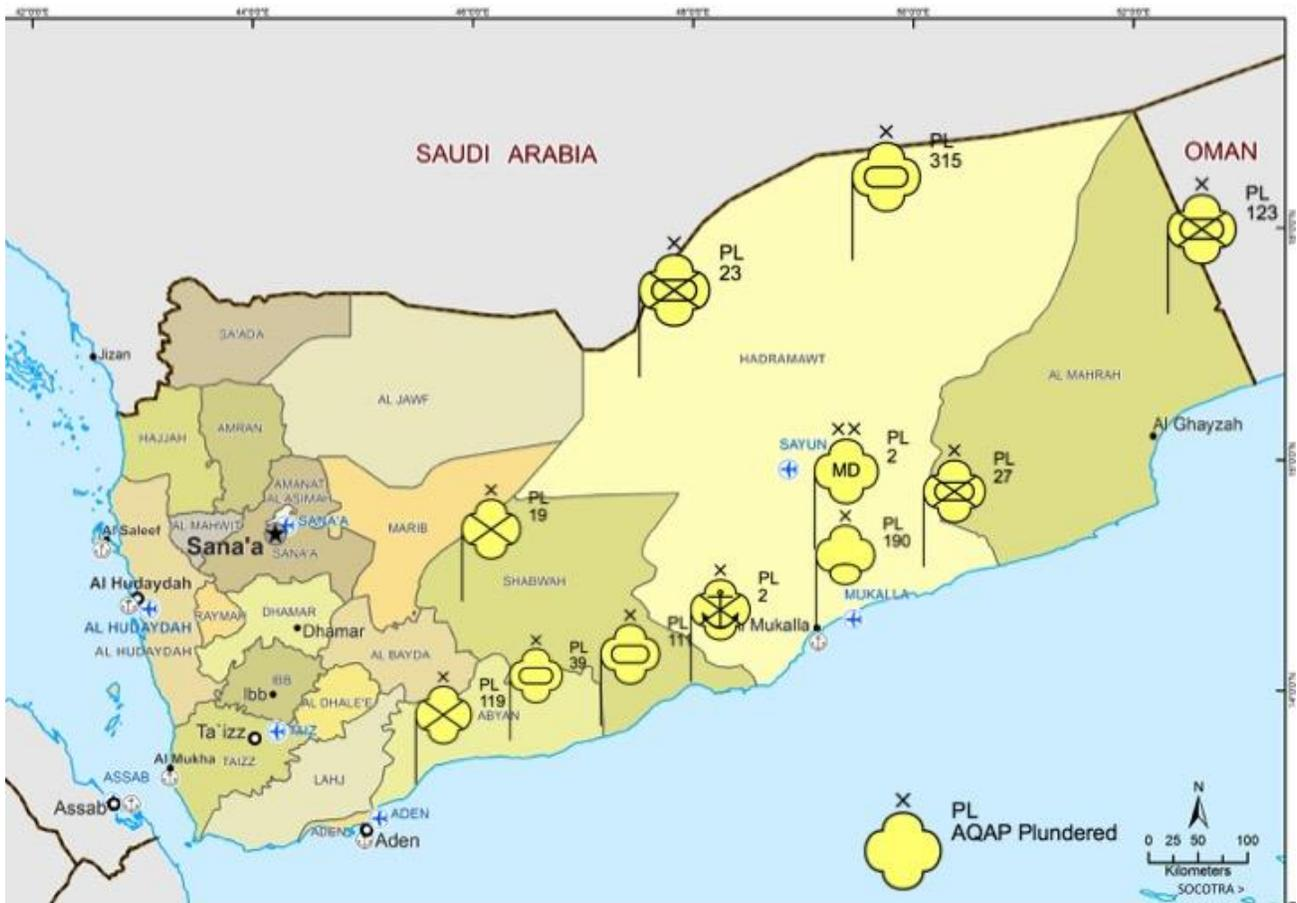 42°0'0"E 44°0'0"E 46°0'0"E 48°0'0"E 50°0'0"E 52°0'0"E
SAUDI ARABIA
OMAN
PL
315
PL
123
PL
23
SA'ADA
Jizan
HADRAMAWT
AL MAHRAH
AL JAWF
HAJJAH
AMRAN
Al Ghayzah
SAYUN
MD
PL
2
PL
27
AMANAT
AL ASIMAH
MARIB
PL
19
AL MAHWIT
SANA'A
Al Saleef
Sana'a
SANA'A
PL
190
SHABWAH
Al Hudaydah
PL
2
MUKALLA
RAYMAH
DHAMAR
AL HUDAYDAH
Dhamar
Al Mukalla
PL
111
AL HUDAYDAH
AL BAYDA
PL
39
IBB
Ibb
PL
119
AL DHALE'E
ABYAN
Ta`izz
TAIZ
Al Mukha
TAIZZ
ASSAB
LAHJ
Assab
ADEN
ADEN
Aden
PL
AQAP Plundered
N
0 25 50 100
Kilometers
SOCOTRA >